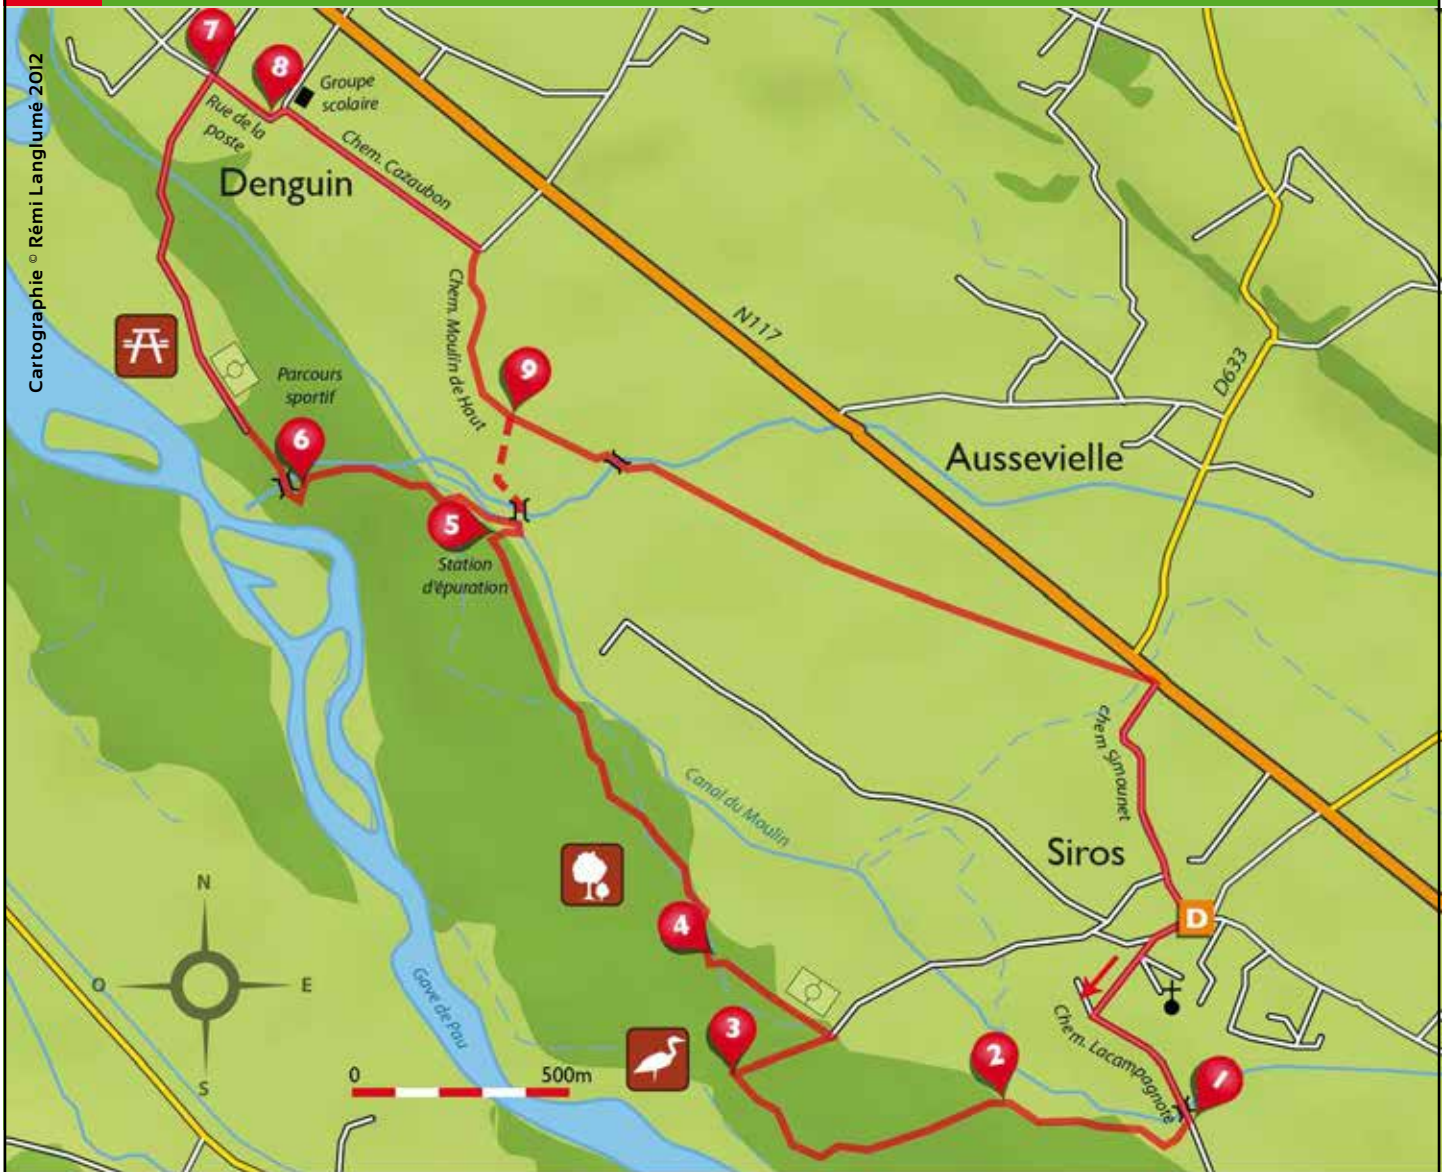 Cartographie © Rémi Langlumé 2012
7
8
Groupe
scolaire
Rue de la
poste
Chem. Cazaubon
Denguin
Chem. Moulin de Haut
N117
9
D633
Parcours
sportif
6
Aussevielle
5
Station
d'épuration
chem Simounet
Canal du Moulin
Siros
D
4
N
O
E
S
Gave de Pau
3
2
1
Chem. Lacampagnote
0
500m